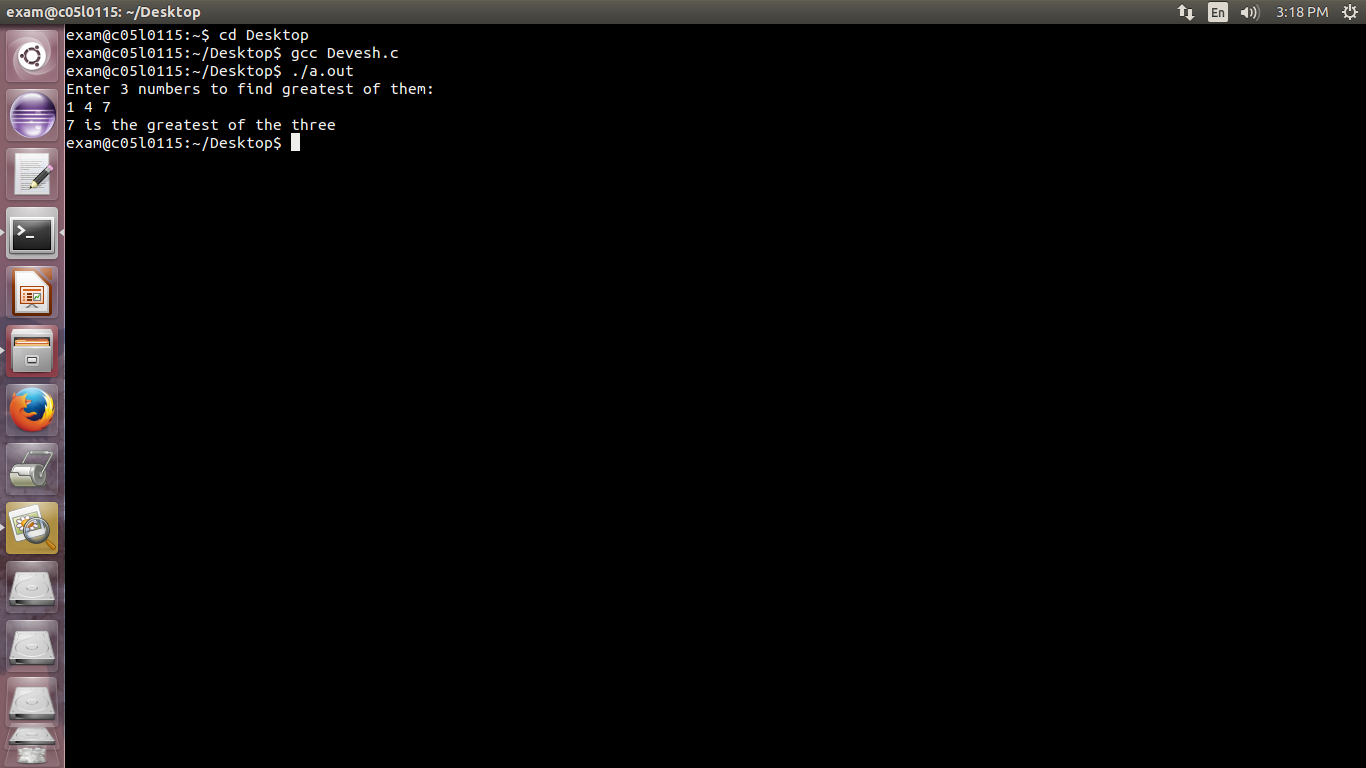 exam@c05l0115: ~/Desktop
En
3:18 PM
exam@c05l0115:~$ cd Desktop
exam@c05l0115:~/Desktop$ gcc Devesh.c
exam@c05l0115:~/Desktop$ ./a.out
Enter 3 numbers to find greatest of them:
1 4 7
7 is the greatest of the three
exam@c05l0115:~/Desktop$
>_